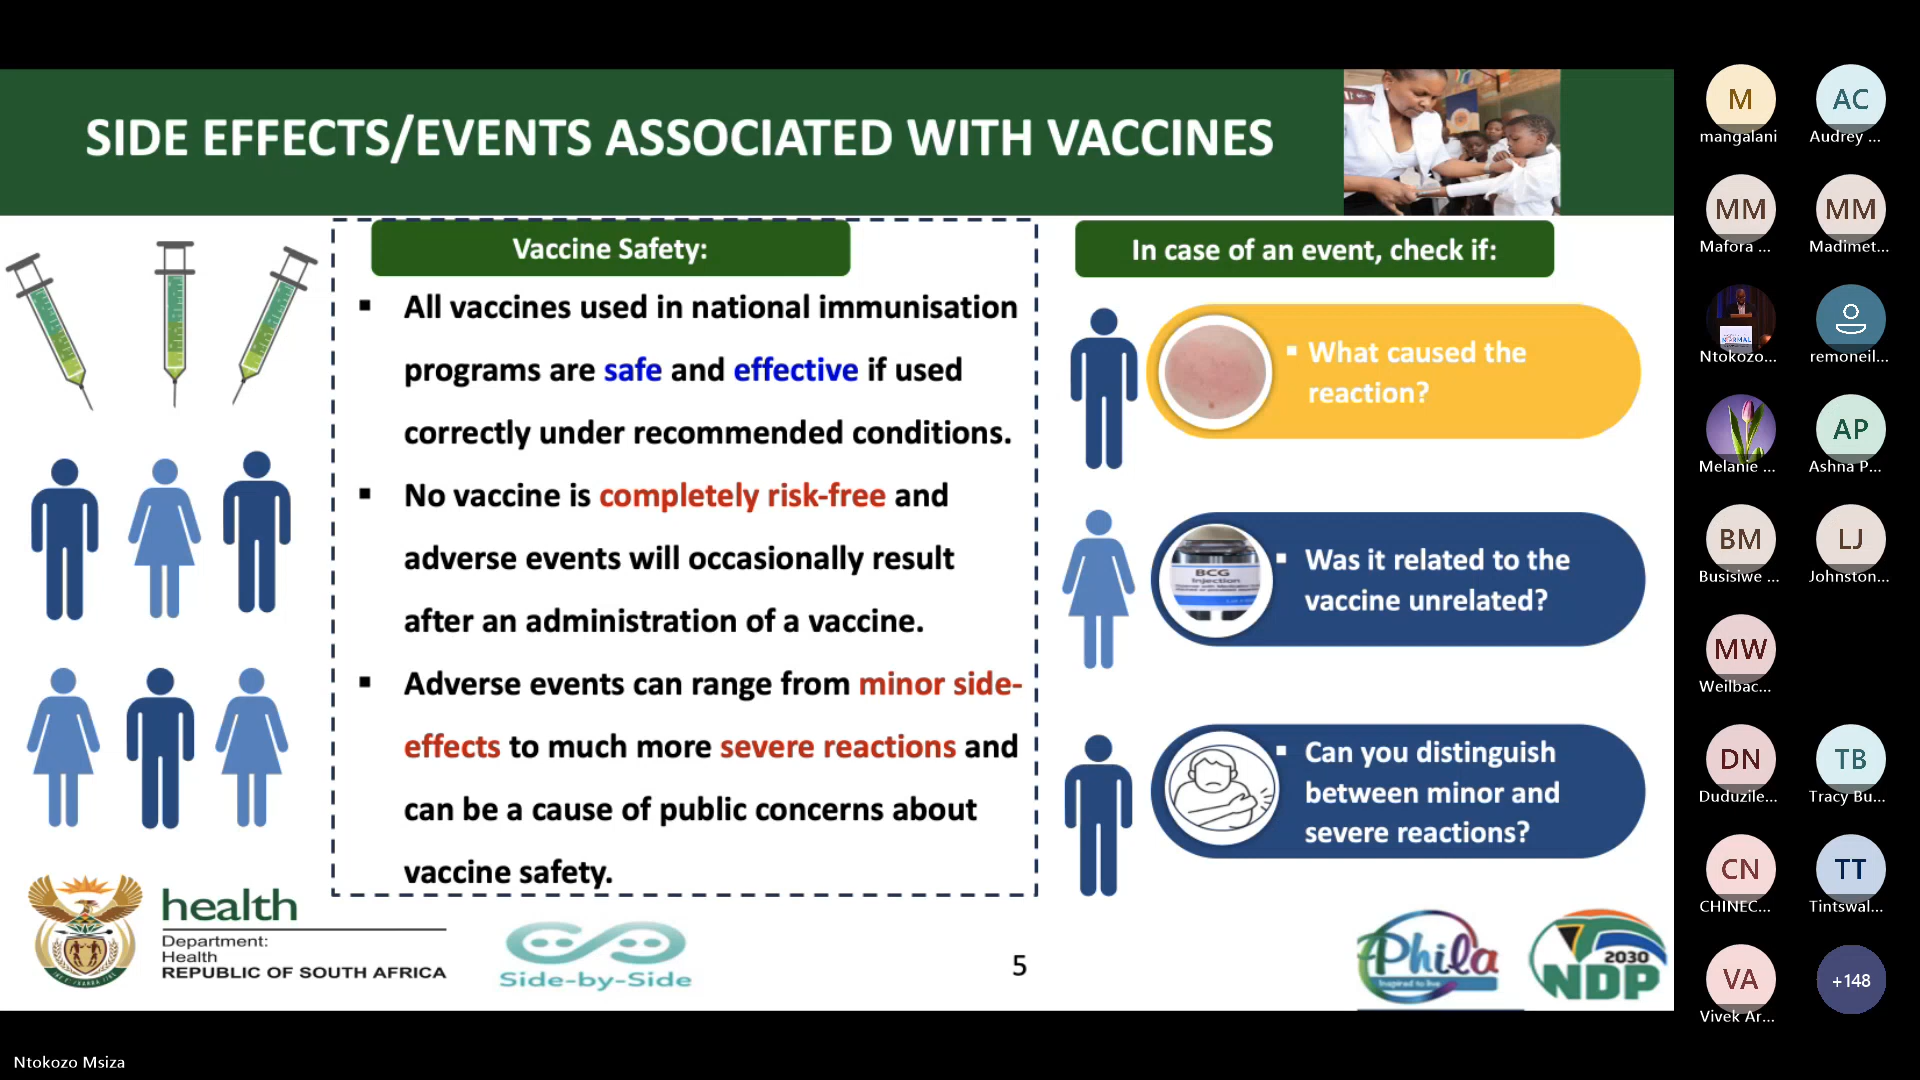 SIDE EFFECTS/EVENTS ASSOCIATED WITH VACCINES
Vaccine Safety:
▪ All vaccines used in national immunisation
programs are safe and effective if used
correctly under recommended conditions.
▪ No vaccine is completely risk-free and
adverse events will occasionally result
after an administration of a vaccine.
▪ Adverse events can range from minor side-
effects to much more severe reactions and
can be a cause of public concerns about
vaccine safety.
In case of an event, check if:
▪ What caused the
reaction?
BCG
Injection
▪ Was it related to the
vaccine unrelated?
▪ Can you distinguish
between minor and
severe reactions?
health
Department:
Health
REPUBLIC OF SOUTH AFRICA
Side-by-Side
5
Phila
Inspired to live
2030
NDP
M
mangalani
AC
Audrey ...
MM
Mafora ...
MM
Madimet...
Ntokozo...
remoneil...
Melanie ...
AP
Ashna P...
BM
Busisiwe ...
LJ
Johnston...
MW
Weilbac...
DN
Duduzile...
TB
Tracy Bu...
CN
CHINEC...
TT
Tintswal...
VA
Vivek Ar...
+148
Ntokozo Msiza